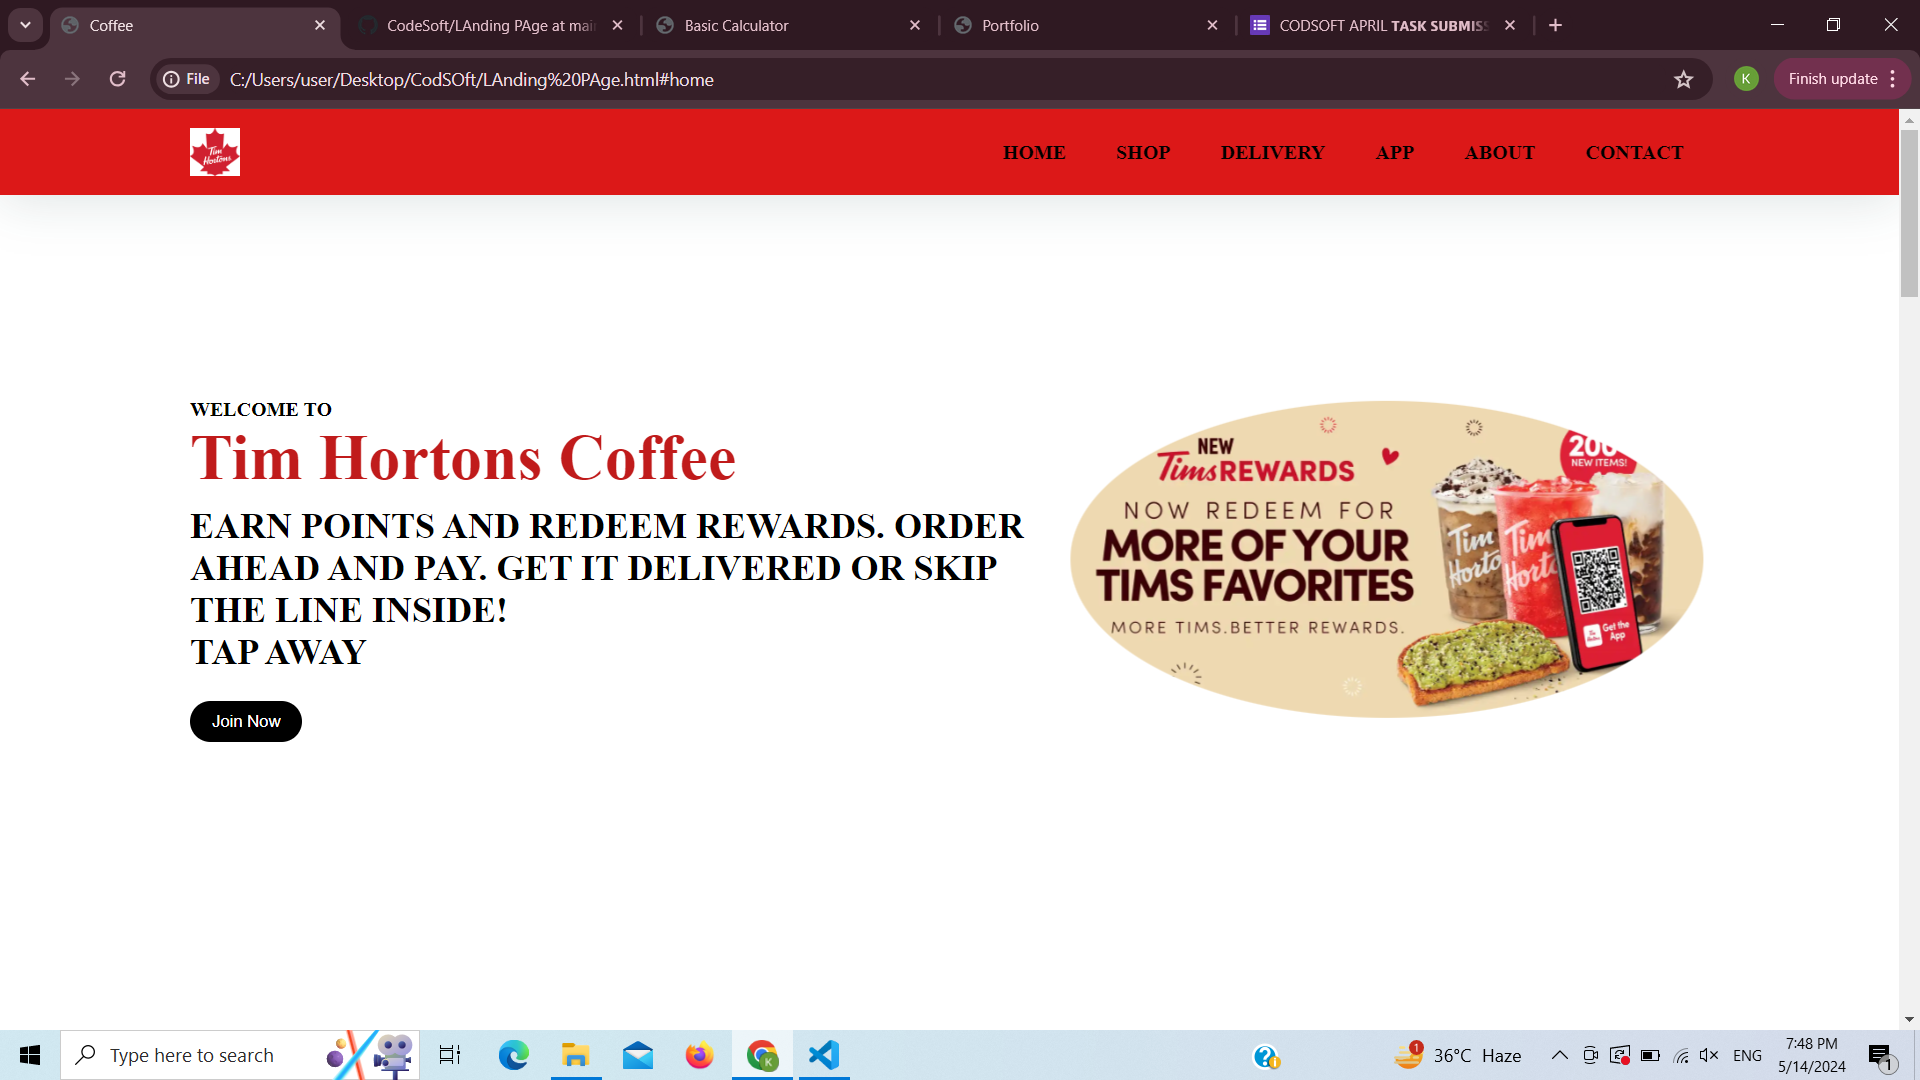 Coffee
CodeSoft/LAnding PAge at mai
Basic Calculator
Portfolio
CODSOFT APRIL TASK SUBMISS
File
C:/Users/user/Desktop/CodSOft/LAnding%20PAge.html#home
K
Finish update
Tim
Hortons
HOME
SHOP
DELIVERY
APP
ABOUT
CONTACT
WELCOME TO
Tim Hortons Coffee
EARN POINTS AND REDEEM REWARDS. ORDER
AHEAD AND PAY. GET IT DELIVERED OR SKIP
THE LINE INSIDE!
TAP AWAY
Join Now
NEW
Tims REWARDS
NOW REDEEM FOR
MORE OF YOUR
TIMS FAVORITES
MORE TIMS.BETTER REWARDS.
200
NEW ITEMS!
Tim
Horto
Tim
Hort
Get the
App
Type here to search
K
1
36°C Haze
ENG
7:48 PM
5/14/2024
1